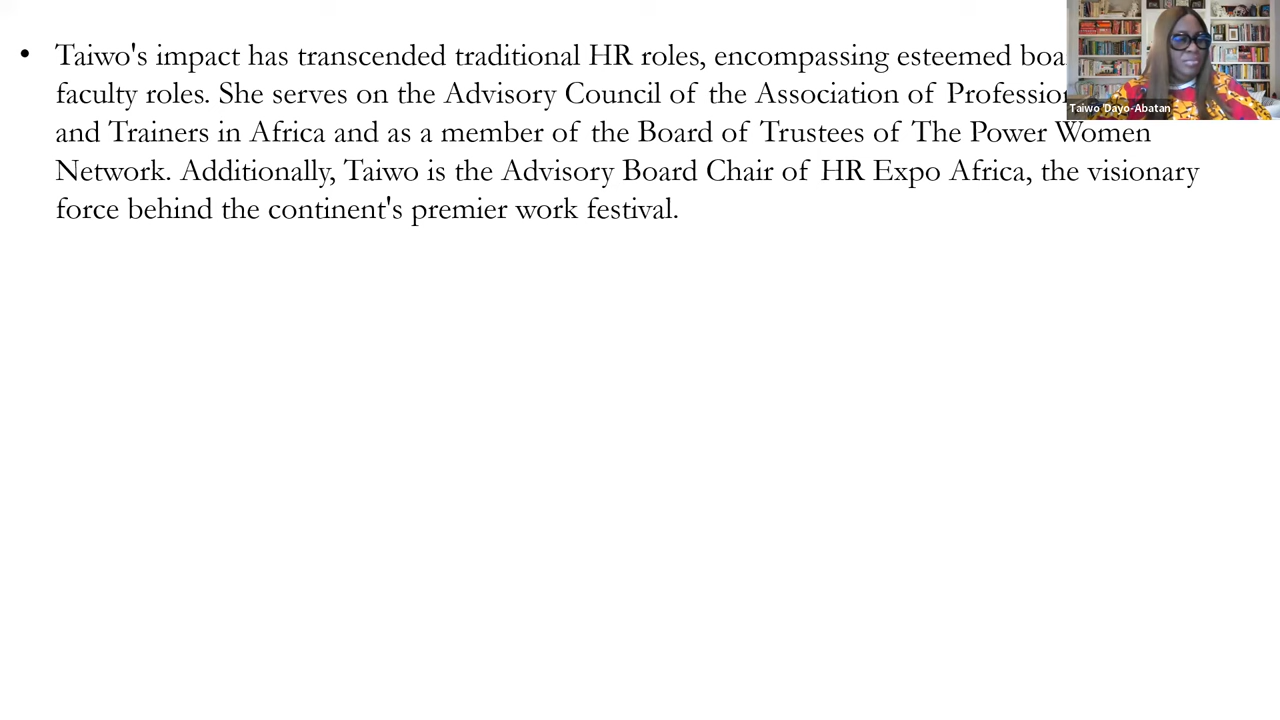 • Taiwo's impact has transcended traditional HR roles, encompassing esteemed
faculty roles. She serves on the Advisory Council of the Association of
and Trainers in Africa and as a member of the Board of Trustees of The Power Women
Network. Additionally, Taiwo is the Advisory Board Chair of HR Expo Africa, the visionary
force behind the continent's premier work festival.
Taiwo Dayo-Abatan